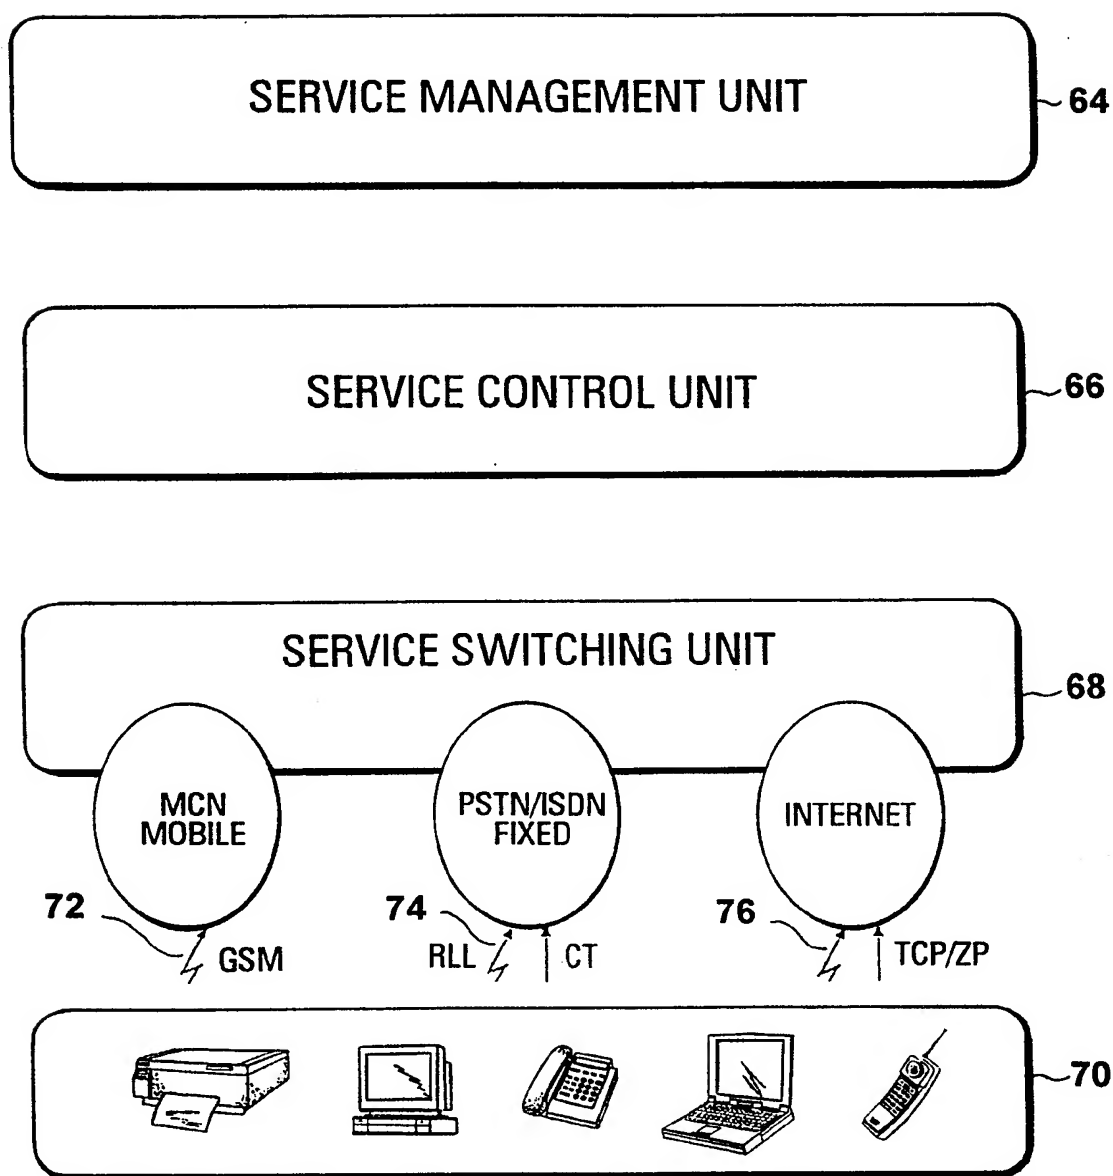 SERVICE MANAGEMENT UNIT
64
SERVICE CONTROL UNIT
66
SERVICE SWITCHING UNIT
68
MCN
MOBILE
PSTN/ISDN
FIXED
INTERNET
72
74
76
GSM
RLL
CT
TCP/ZP
70